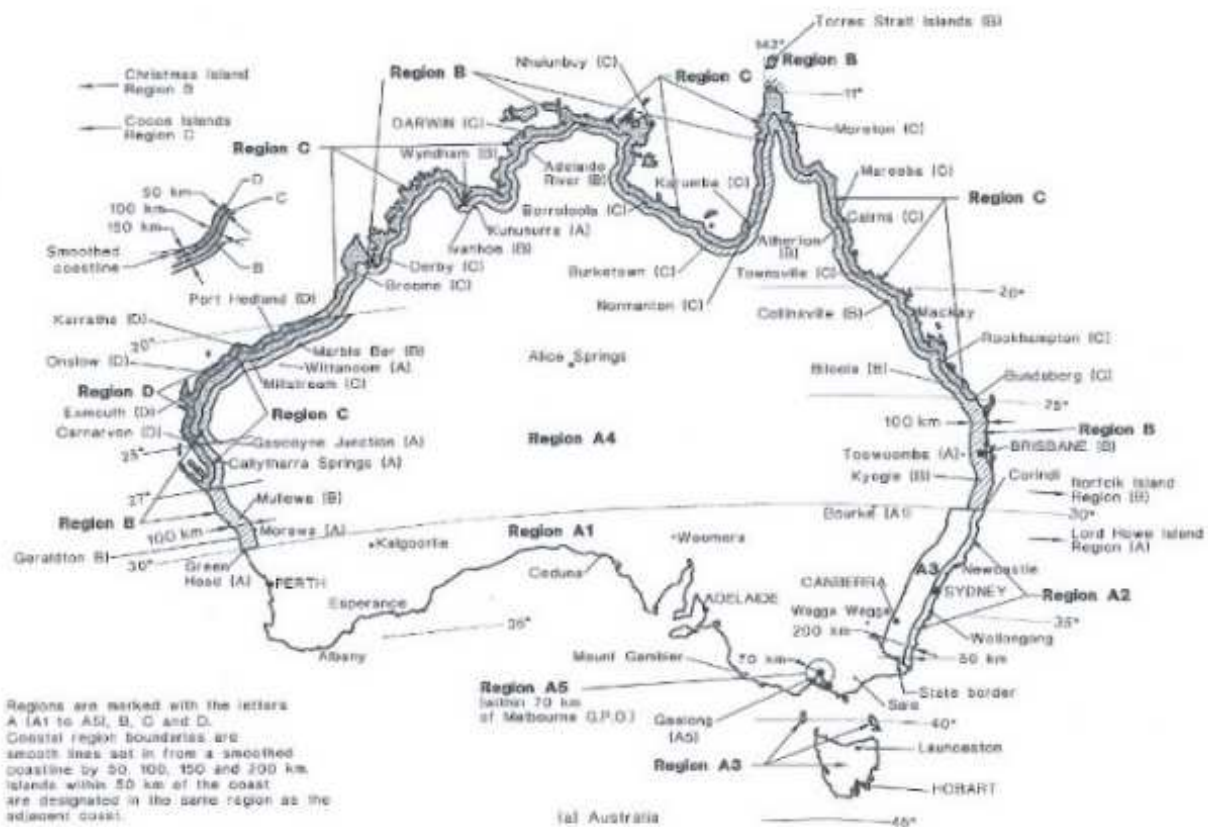 Torres Strait Islands (B)
142°
Region B
11°
Christmas Island
Region B
Cocos Islands
Region D
Region B
Nhulunbuy (C)
Region C
DARWIN (C)
Moreton (C)
Region C
Wyndham (B)
Adelaide
River (B)
Karumba (C)
Mareeba (C)
Region C
D
50 km
C
100 km
150 km
Smoothed
coastline
B
Borroloola (C)
Cairns (C)
Kununurra (A)
Ivanhoe (B)
Atherton
(B)
Derby (C)
Burketown (C)
Townsville (C)
Broome (C)
Port Hedland (D)
Normanton (C)
20°
Collinsville (B)
Mackay
Karratha (D)
20°
Marble Bar (B)
Alice Springs
Rockhampton (C)
Onslow (D)
Wittanoom (A)
Millstream (C)
Biloela (B)
Bundaberg (C)
Region D
Exmouth (D)
Region C
25°
Carnarvon (D)
Gascoyne Junction (A)
Region A4
100 km
Region B
25°
Callytharra Springs (A)
Toowoomba (A)
BRISBANE (B)
Kyogle (B)
Corindi
27°
Mullewa (B)
Norfolk Island
Region (B)
Region B
Bourke (A1)
30°
100 km
Morawa (A)
Region A1
Lord Howe Island
Region (A)
Geraldton B)
30°
Kalgoorlie
Woomera
Green
Head (A)
Ceduna
A3
Newcastle
PERTH
CANBERRA
SYDNEY
Region A2
Esperance
ADELAIDE
Wagga Wagga
35°
35°
200 km
Wollongong
Albany
Mount Gambier
70 km
50 km
State border
Region A5
(within 70 km
of Melbourne G.P.O.)
Sale
Geelong
(A5)
40°
Launceston
Region A3
HOBART
45°
Regions are marked with the letters
A (A1 to A5), B, C and D.
Coastal region boundaries are
smooth lines set in from a smoothed
coastline by 50, 100, 150 and 200 km.
Islands within 50 km of the coast
are designated in the same region as the
adjacent coast.
(a) Australia